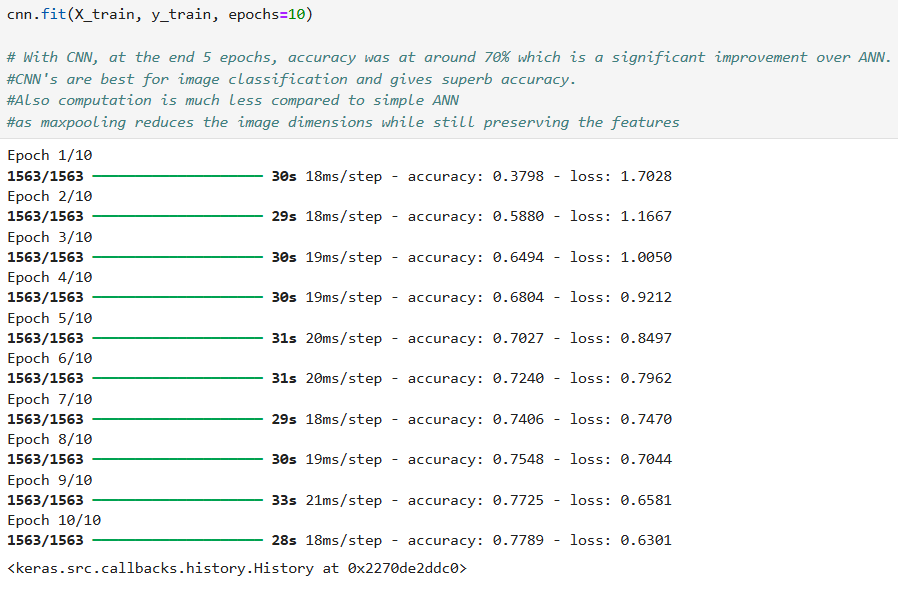 cnn.fit(X_train, y_train, epochs=10)
# With CNN, at the end 5 epochs, accuracy was at around 70% which is a significant improvement over ANN.
#CNN's are best for image classification and gives superb accuracy.
#Also computation is much less compared to simple ANN
#as maxpooling reduces the image dimensions while still preserving the features
Epoch 1/10
1563/1563 ━━━━━━━━━━━━━━━━━━━━ 30s 18ms/step - accuracy: 0.3798 - loss: 1.7028
Epoch 2/10
1563/1563 ━━━━━━━━━━━━━━━━━━━━ 29s 18ms/step - accuracy: 0.5880 - loss: 1.1667
Epoch 3/10
1563/1563 ━━━━━━━━━━━━━━━━━━━━ 30s 19ms/step - accuracy: 0.6494 - loss: 1.0050
Epoch 4/10
1563/1563 ━━━━━━━━━━━━━━━━━━━━ 30s 19ms/step - accuracy: 0.6804 - loss: 0.9212
Epoch 5/10
1563/1563 ━━━━━━━━━━━━━━━━━━━━ 31s 20ms/step - accuracy: 0.7027 - loss: 0.8497
Epoch 6/10
1563/1563 ━━━━━━━━━━━━━━━━━━━━ 31s 20ms/step - accuracy: 0.7240 - loss: 0.7962
Epoch 7/10
1563/1563 ━━━━━━━━━━━━━━━━━━━━ 29s 18ms/step - accuracy: 0.7406 - loss: 0.7470
Epoch 8/10
1563/1563 ━━━━━━━━━━━━━━━━━━━━ 30s 19ms/step - accuracy: 0.7548 - loss: 0.7044
Epoch 9/10
1563/1563 ━━━━━━━━━━━━━━━━━━━━ 33s 21ms/step - accuracy: 0.7725 - loss: 0.6581
Epoch 10/10
1563/1563 ━━━━━━━━━━━━━━━━━━━━ 28s 18ms/step - accuracy: 0.7789 - loss: 0.6301
<keras.src.callbacks.history.History at 0x2270de2ddc0>